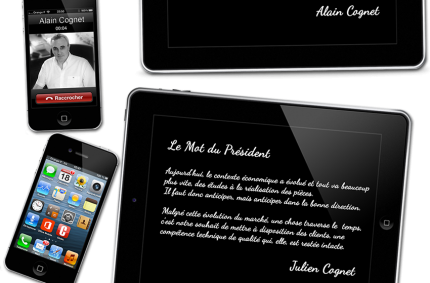 Alain Cognet
00:04
Raccrocher
Alain Cognet
Le Mot du Président
Aujourd'hui, le contexte économique a évolué et tout va beaucoup
plus vite, des études à la réalisation des pièces.
Il faut donc anticiper, mais anticiper dans la bonne direction.
Malgré cette évolution du marché, une chose traverse le temps,
c'est notre souhait de mettre à disposition des clients, une
compétence technique de qualité qui, elle, est restée intacte.
Julien Cognet